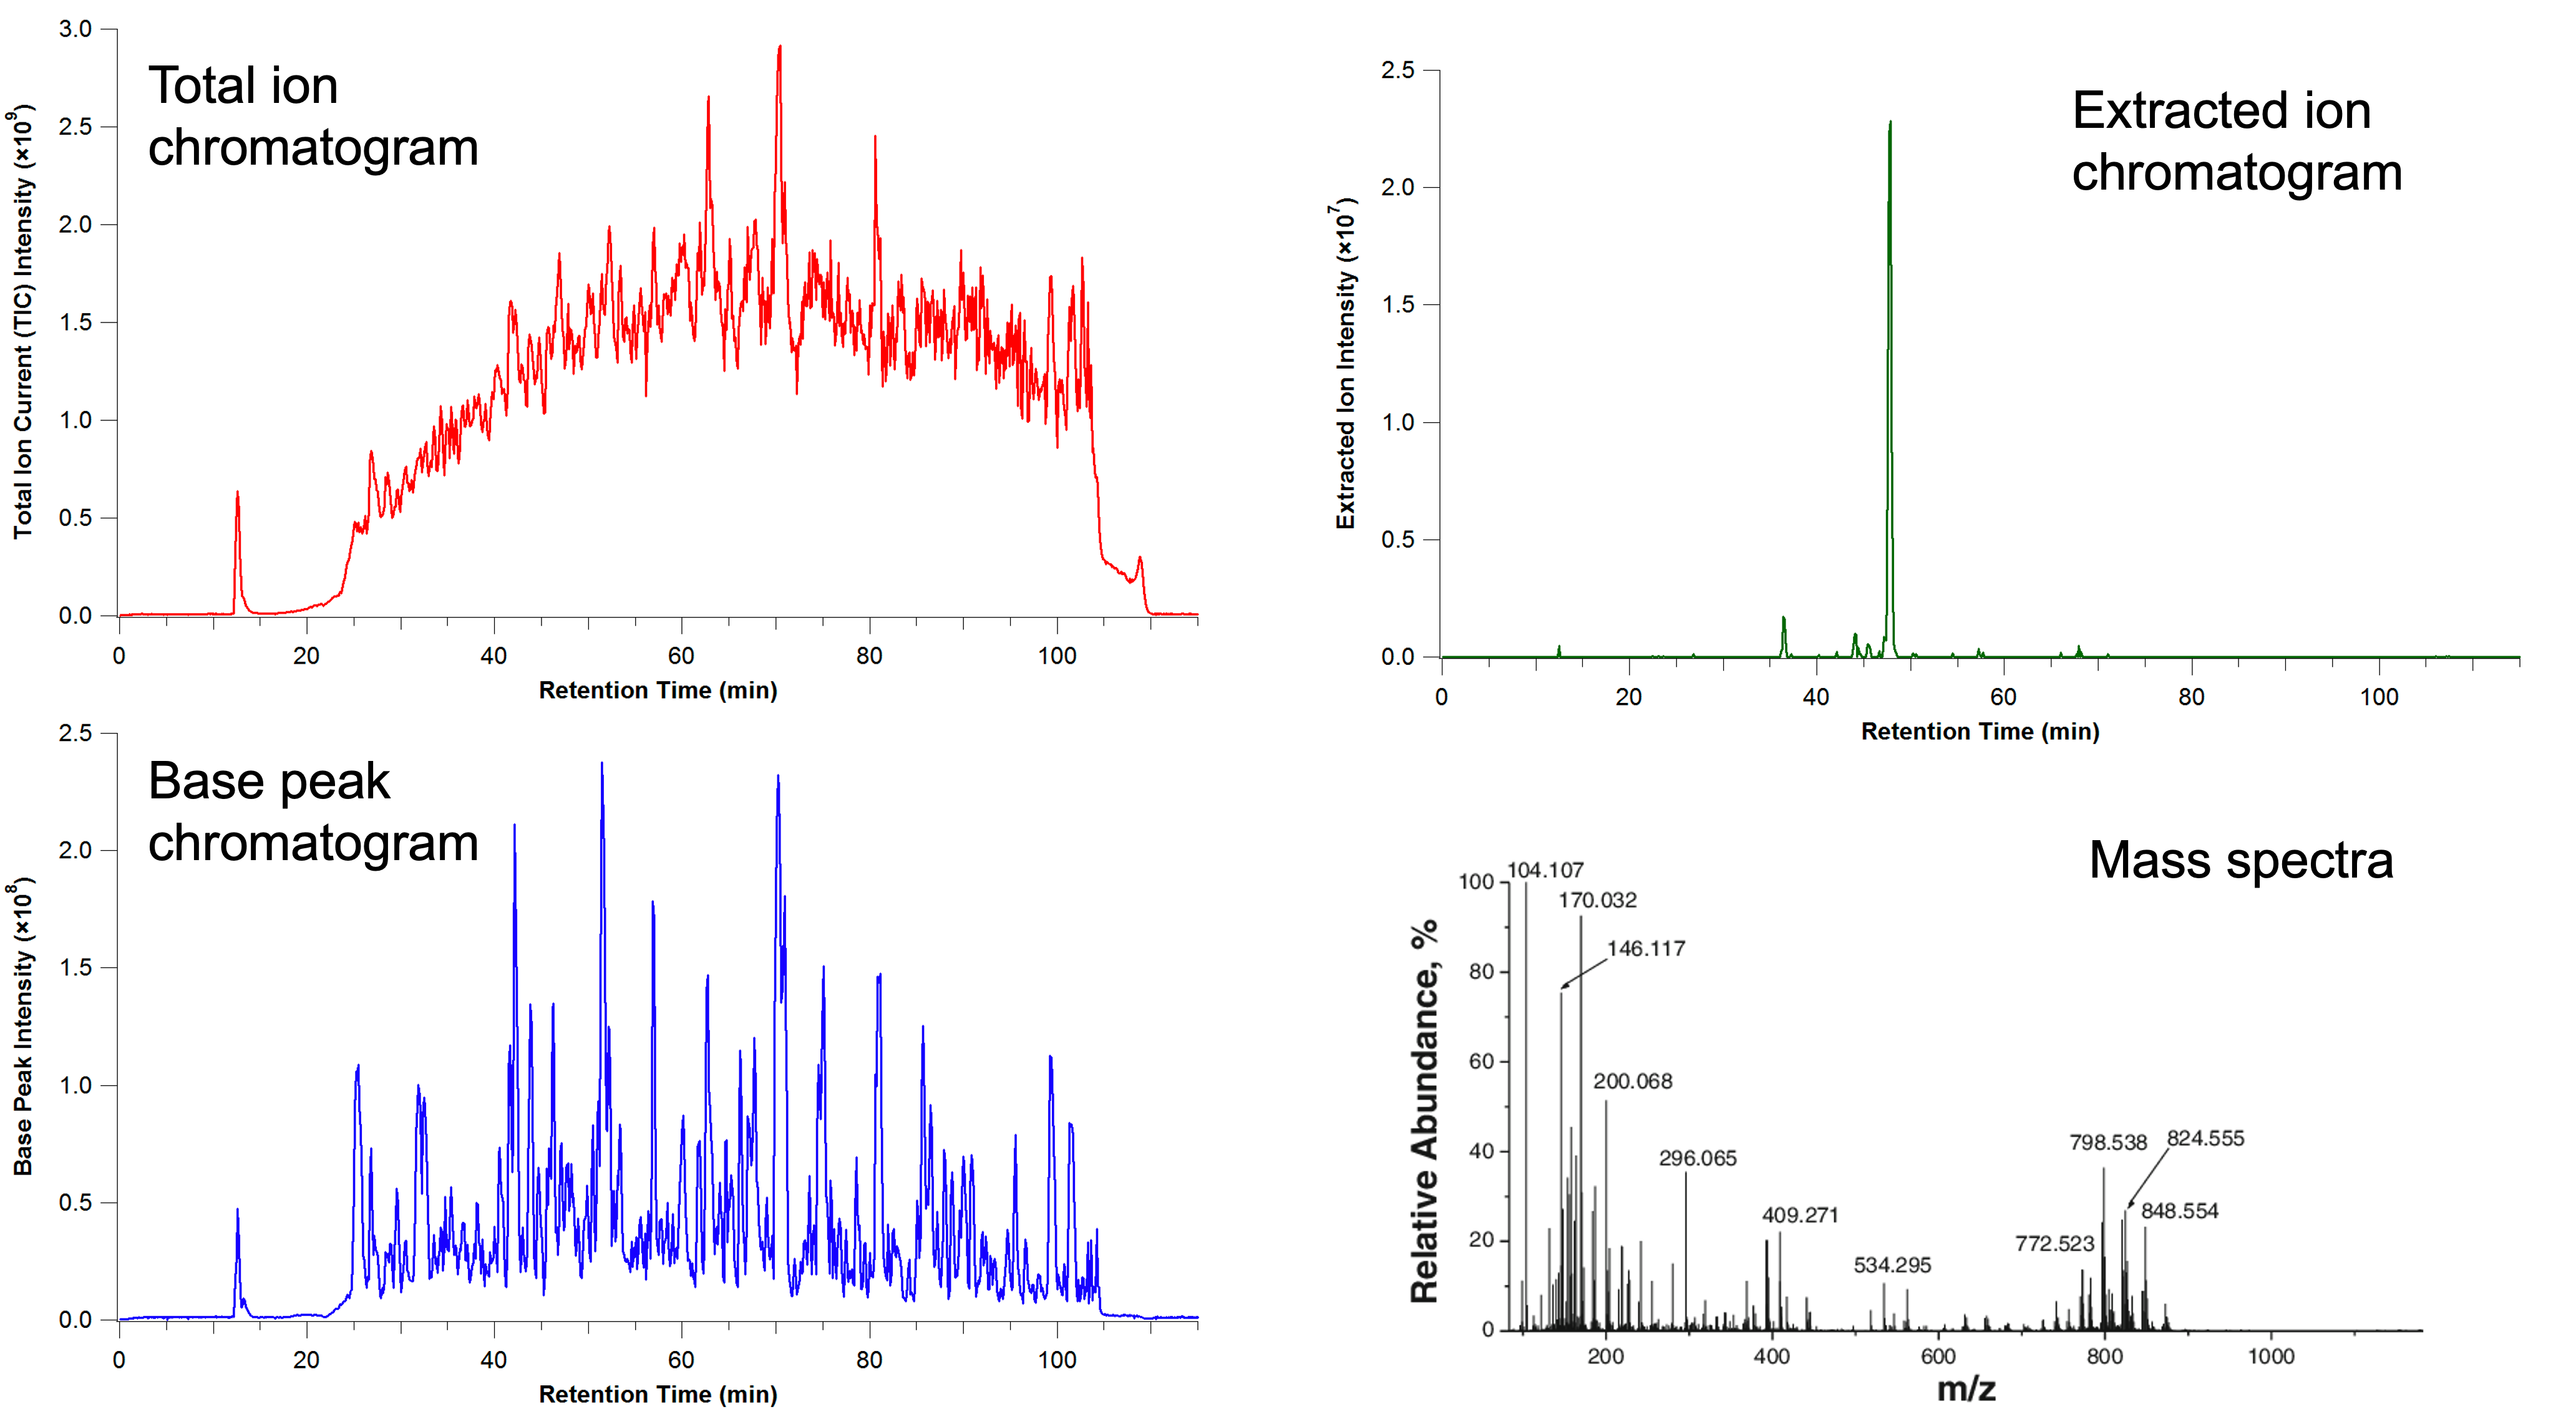 Total ion
chromatogram
Total Ion Current (TIC) Intensity (×10⁹)
3.0
2.5
2.0
1.5
1.0
0.5
0.0
0 20 40 60 80 100
Retention Time (min)
Extracted ion
chromatogram
Extracted Ion Intensity (×10⁷)
2.5
2.0
1.5
1.0
0.5
0.0
0 20 40 60 80 100
Retention Time (min)
Base peak
chromatogram
Base Peak Intensity (×10⁸)
2.5
2.0
1.5
1.0
0.5
0.0
0 20 40 60 80 100
Retention Time (min)
Mass spectra
Relative Abundance, %
100
80
60
40
20
0
104.107
170.032
146.117
200.068
296.065
409.271
534.295
772.523
798.538
824.555
848.554
200 400 600 800 1000
m/z